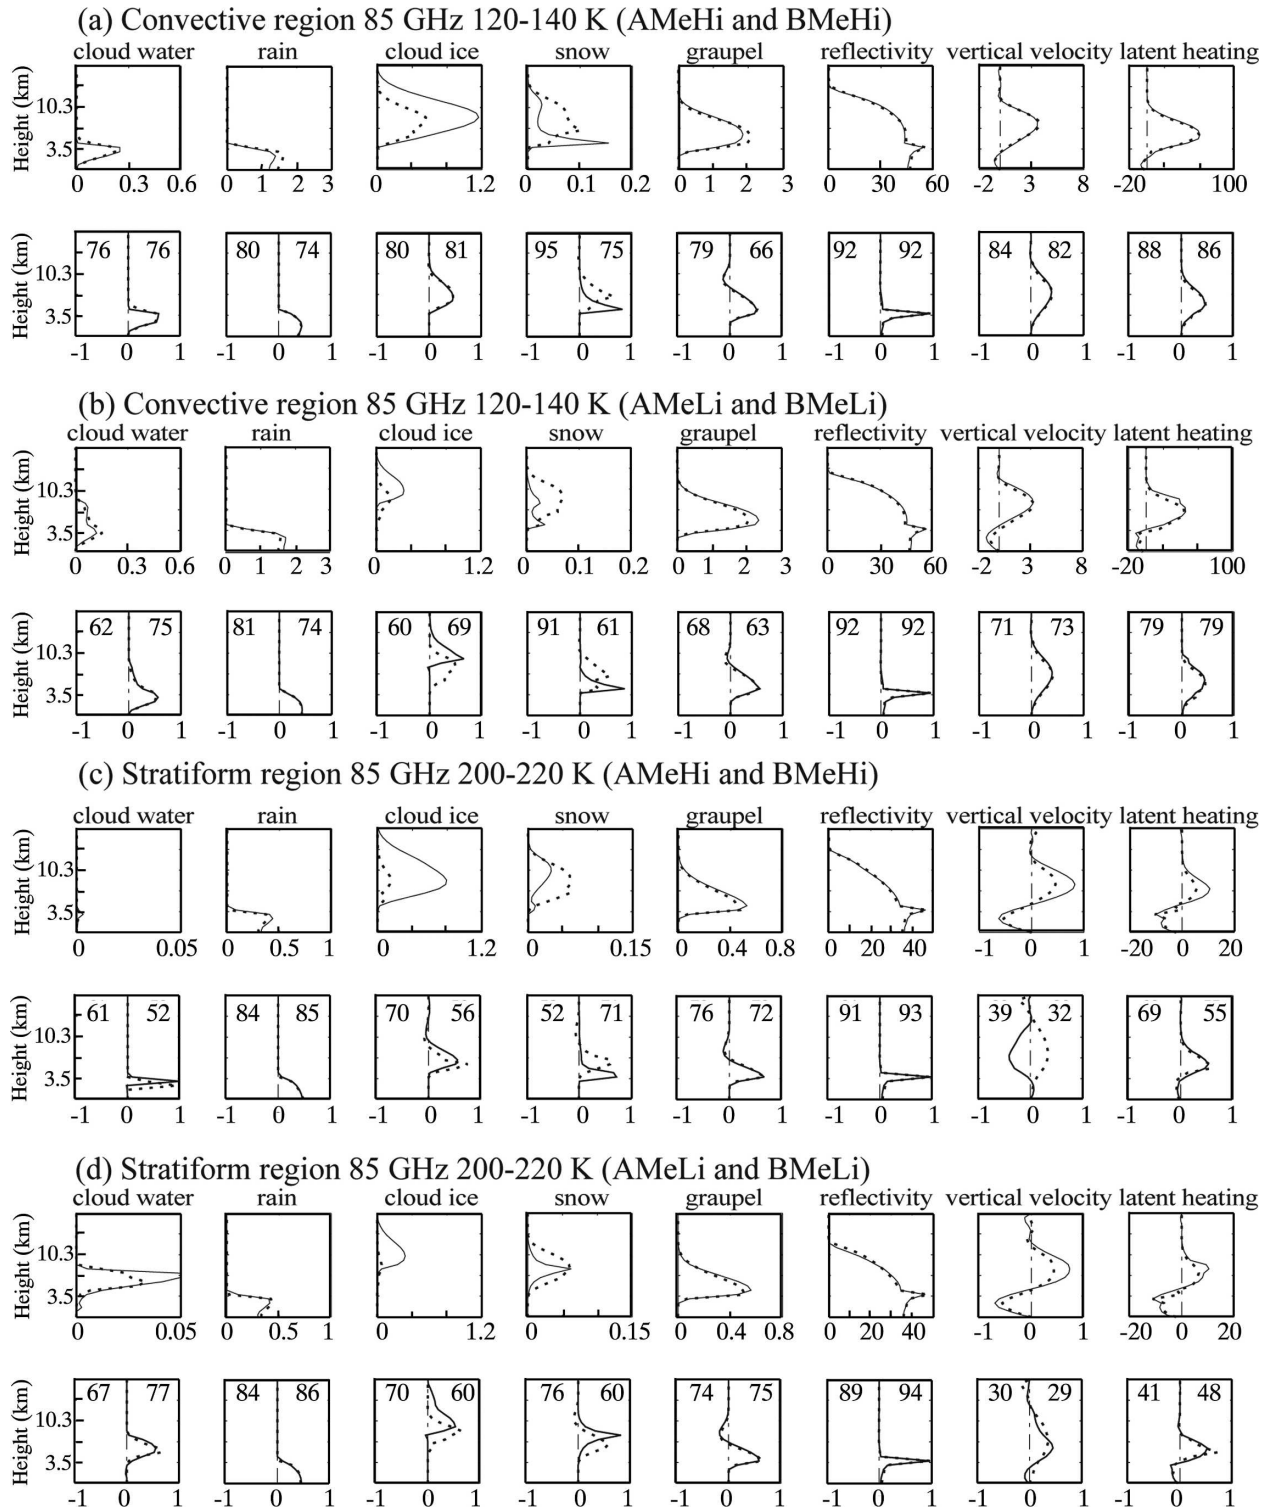 (a) Convective region 85 GHz 120-140 K (AMeHi and BMeHi)
cloud water rain cloud ice snow graupel reflectivity vertical velocity latent heating
Height (km) 10.3 3.5
0 0.3 0.6 0 1 2 3 0 1.2 0 0.1 0.2 0 1 2 3 0 30 60 -2 3 8 -20 100
Height (km) 10.3 3.5
76 76 80 74 80 81 95 75 79 66 92 92 84 82 88 86
-1 0 1 -1 0 1 -1 0 1 -1 0 1 -1 0 1 -1 0 1 -1 0 1 -1 0 1
(b) Convective region 85 GHz 120-140 K (AMeLi and BMeLi)
cloud water rain cloud ice snow graupel reflectivity vertical velocity latent heating
Height (km) 10.3 3.5
0 0.3 0.6 0 1 2 3 0 1.2 0 0.1 0.2 0 1 2 3 0 30 60 -2 3 8 -20 100
Height (km) 10.3 3.5
62 75 81 74 60 69 91 61 68 63 92 92 71 73 79 79
-1 0 1 -1 0 1 -1 0 1 -1 0 1 -1 0 1 -1 0 1 -1 0 1 -1 0 1
(c) Stratiform region 85 GHz 200-220 K (AMeHi and BMeHi)
cloud water rain cloud ice snow graupel reflectivity vertical velocity latent heating
Height (km) 10.3 3.5
0 0.05 0 0.5 1 0 1.2 0 0.15 0 0.4 0.8 0 20 40 -1 0 1 -20 0 20
Height (km) 10.3 3.5
61 52 84 85 70 56 52 71 76 72 91 93 39 32 69 55
-1 0 1 -1 0 1 -1 0 1 -1 0 1 -1 0 1 -1 0 1 -1 0 1 -1 0 1
(d) Stratiform region 85 GHz 200-220 K (AMeLi and BMeLi)
cloud water rain cloud ice snow graupel reflectivity vertical velocity latent heating
Height (km) 10.3 3.5
0 0.05 0 0.5 1 0 1.2 0 0.15 0 0.4 0.8 0 20 40 -1 0 1 -20 0 20
Height (km) 10.3 3.5
67 77 84 86 70 60 76 60 74 75 89 94 30 29 41 48
-1 0 1 -1 0 1 -1 0 1 -1 0 1 -1 0 1 -1 0 1 -1 0 1 -1 0 1